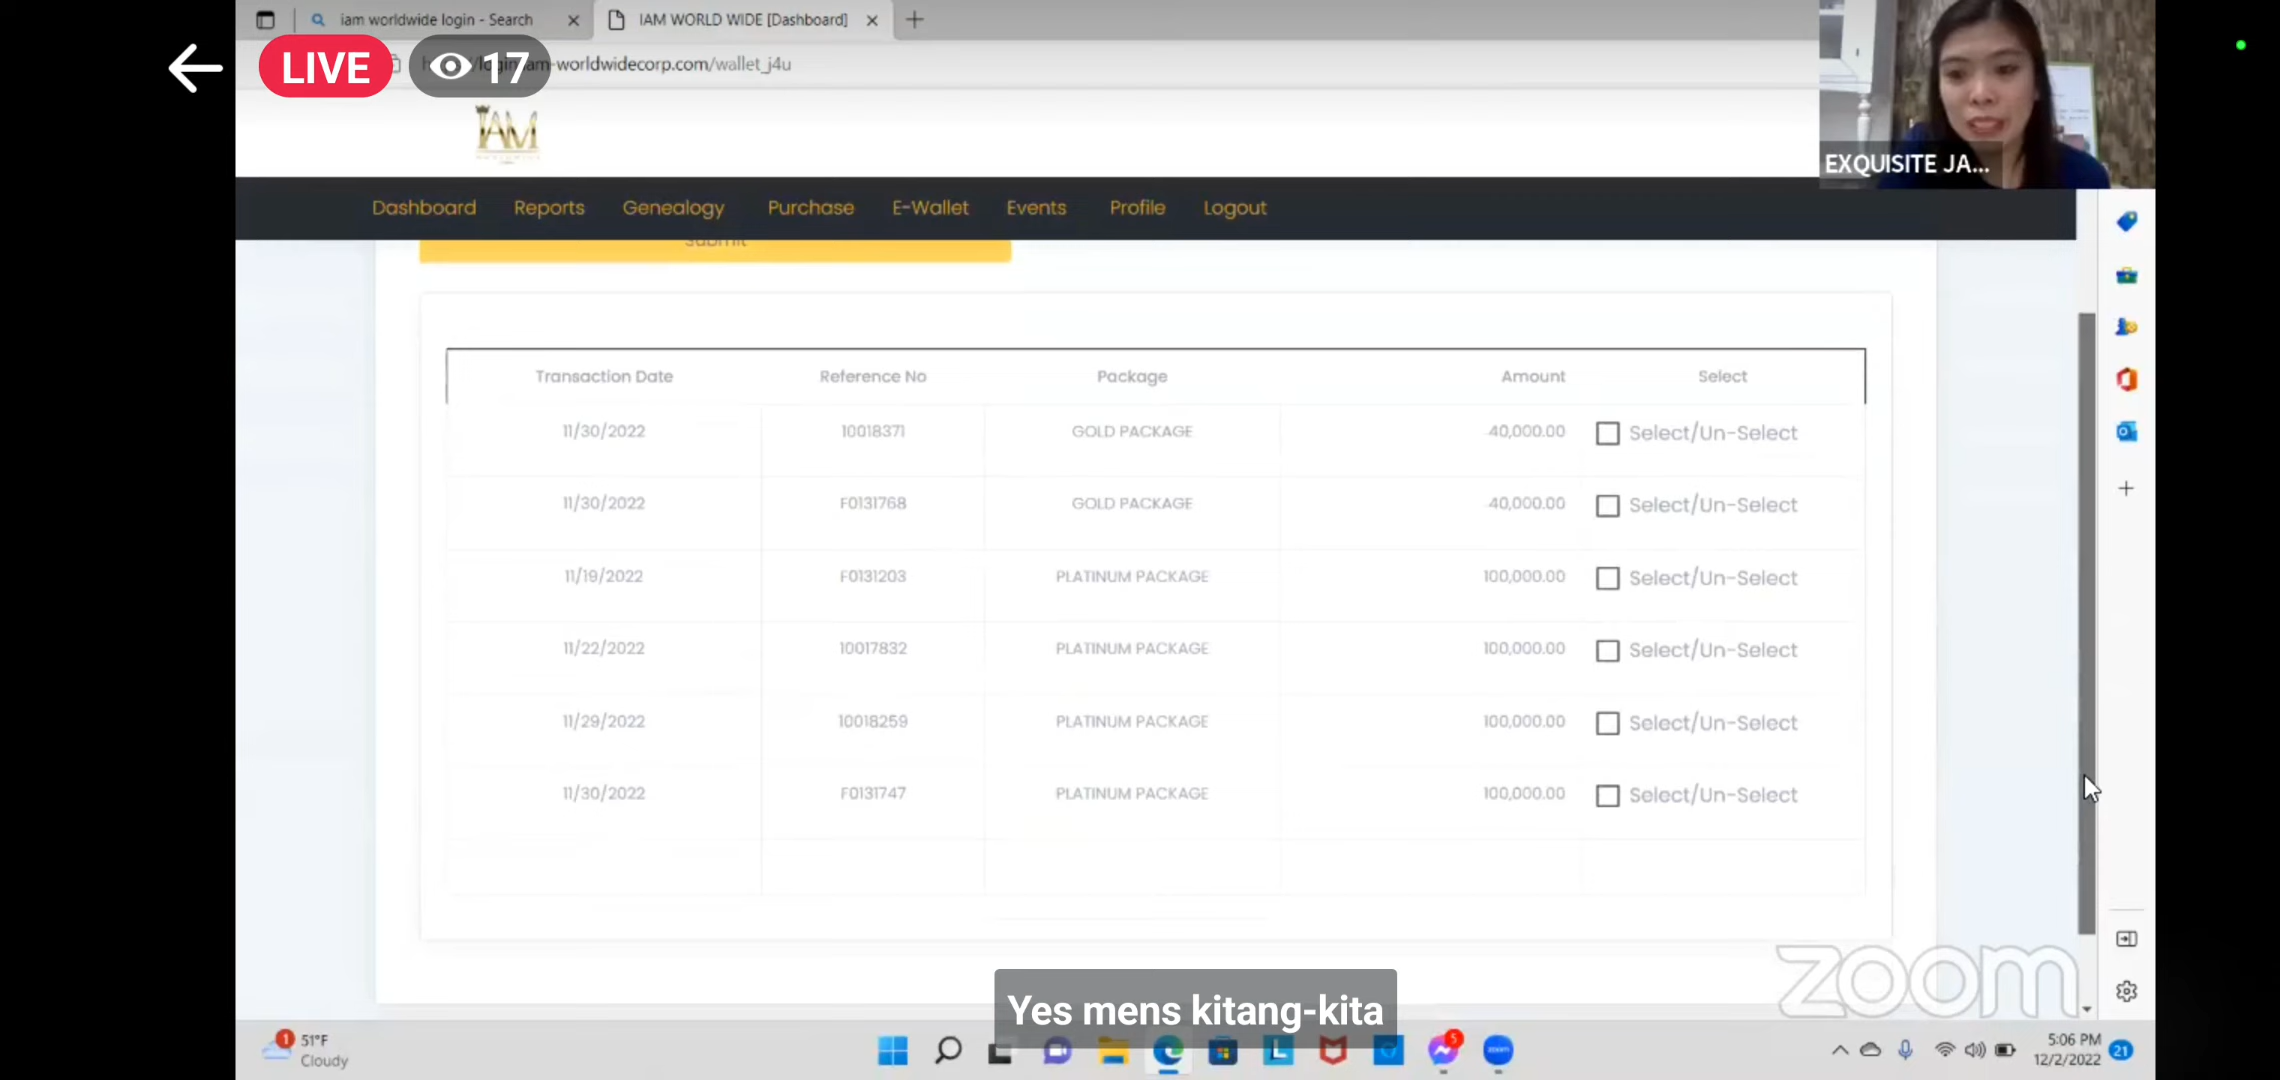 iam worldwide login - Search
IAM WORLD WIDE [Dashboard]
LIVE
17
-worldwidecorp.com/wallet_j4u
IAM
EXQUISITE JA...
Dashboard Reports Genealogy Purchase E-Wallet Events Profile Logout
Submit
Transaction Date Reference No Package Amount Select
11/30/2022 10018371 GOLD PACKAGE 40,000.00 Select/Un-Select
11/30/2022 F0131768 GOLD PACKAGE 40,000.00 Select/Un-Select
11/19/2022 F0131203 PLATINUM PACKAGE 100,000.00 Select/Un-Select
11/22/2022 10017832 PLATINUM PACKAGE 100,000.00 Select/Un-Select
11/29/2022 10018259 PLATINUM PACKAGE 100,000.00 Select/Un-Select
11/30/2022 F0131747 PLATINUM PACKAGE 100,000.00 Select/Un-Select
zoom
Yes mens kitang-kita
1
51°F
Cloudy
5
zoom
5:06 PM
12/2/2022
21